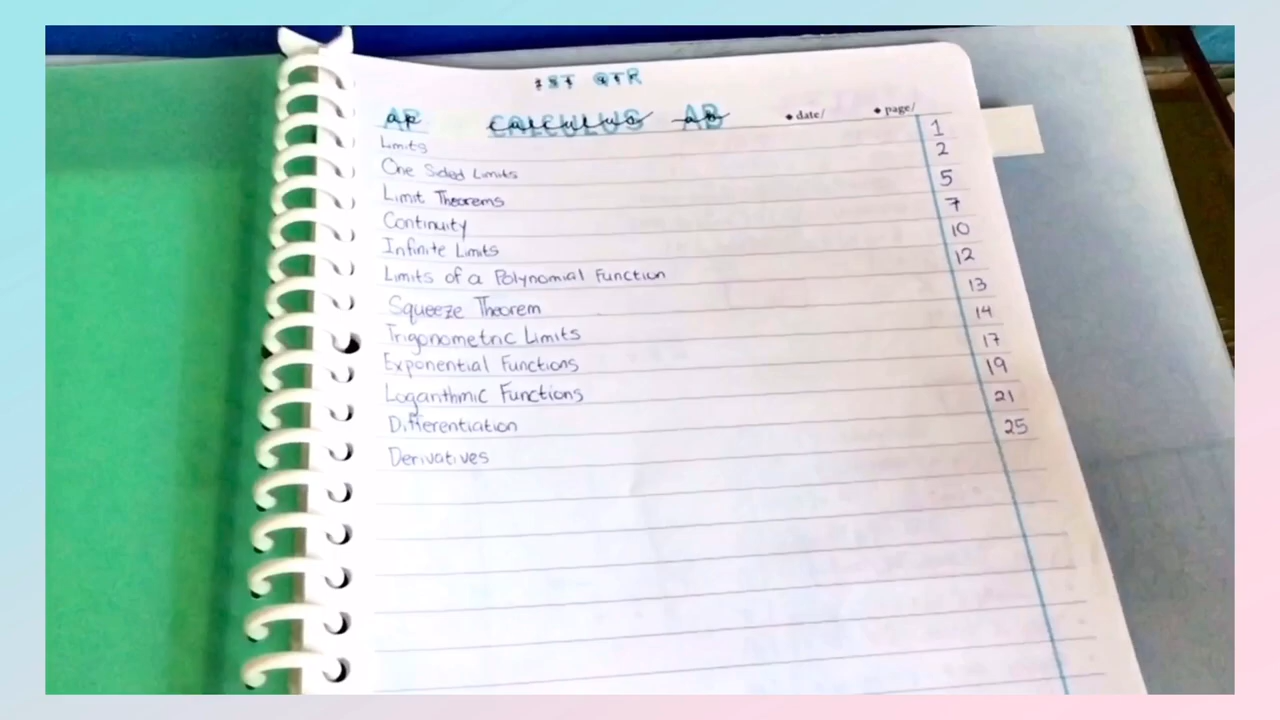 1ST QTR
AP CALCULUS AB date/ page/
Limits 1
One Sided Limits 2
Limit Theorems 5
Continuity 7
Infinite Limits 10
Limits of a Polynomial Function 12
Squeeze Theorem 13
Trigonometric Limits 14
Exponential Functions 17
Logarithmic Functions 19
Differentiation 21
Derivatives 25